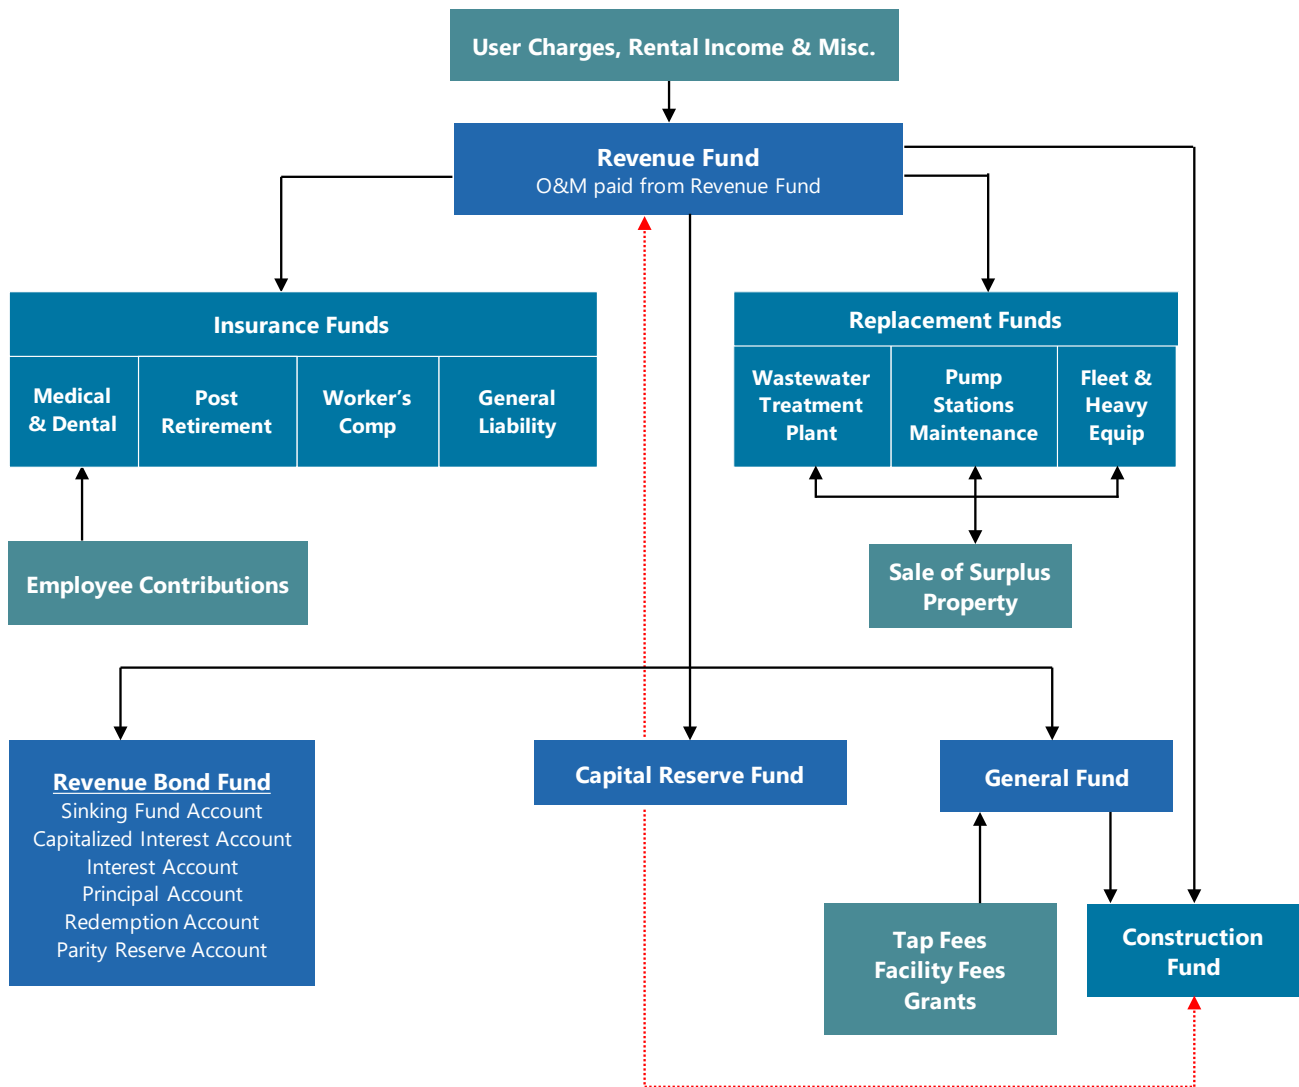 User Charges, Rental Income & Misc.
Revenue Fund
O&M paid from Revenue Fund
Insurance Funds
Medical
& Dental
Post
Retirement
Worker's
Comp
General
Liability
Replacement Funds
Wastewater
Treatment
Plant
Pump
Stations
Maintenance
Fleet &
Heavy
Equip
Employee Contributions
Sale of Surplus
Property
Revenue Bond Fund
Sinking Fund Account
Capitalized Interest Account
Interest Account
Principal Account
Redemption Account
Parity Reserve Account
Capital Reserve Fund
General Fund
Tap Fees
Facility Fees
Grants
Construction
Fund